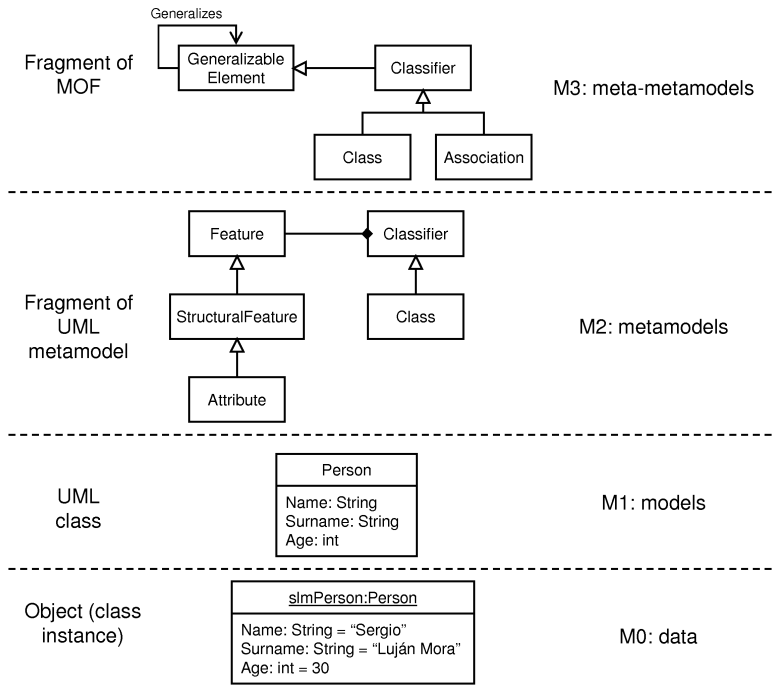 Generalizes
Fragment of
MOF
Generalizable
Element
Classifier
M3: meta-metamodels
Class
Association
Feature
Classifier
Fragment of
UML
metamodel
StructuralFeature
Class
M2: metamodels
Attribute
UML
class
Person
Name: String
Surname: String
Age: int
M1: models
Object (class
instance)
slmPerson:Person
Name: String = “Sergio”
Surname: String = “Luján Mora”
Age: int = 30
M0: data